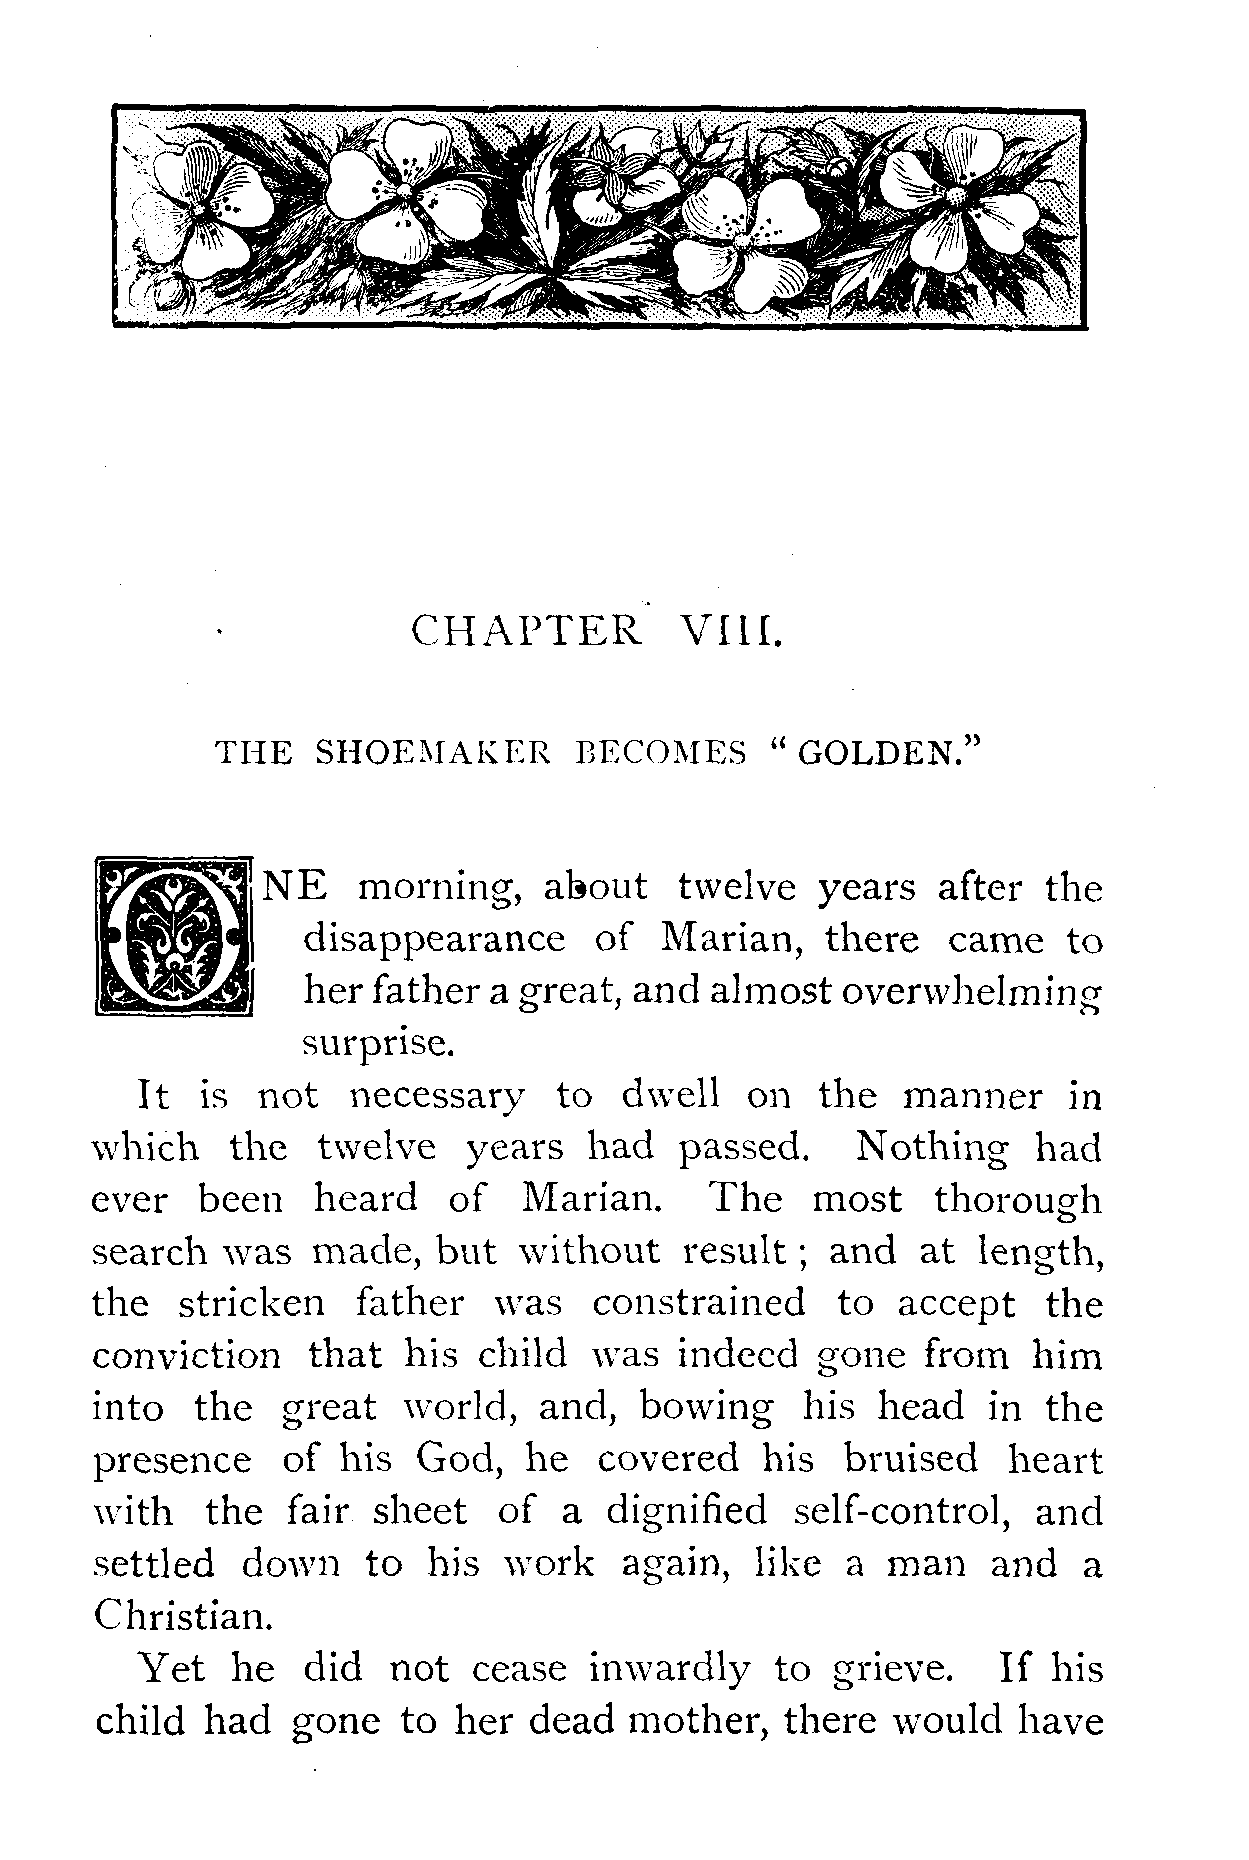 CHAPTER VIII.
THE SHOEMAKER BECOMES “ GOLDEN.”
ONE morning, about twelve years after the
disappearance of Marian, there came to
her father a great, and almost overwhelming
surprise.
It is not necessary to dwell on the manner in
which the twelve years had passed. Nothing had
ever been heard of Marian. The most thorough
search was made, but without result ; and at length,
the stricken father was constrained to accept the
conviction that his child was indeed gone from him
into the great world, and, bowing his head in the
presence of his God, he covered his bruised heart
with the fair sheet of a dignified self-control, and
settled down to his work again, like a man and a
Christian.
Yet he did not cease inwardly to grieve. If his
child had gone to her dead mother, there would have